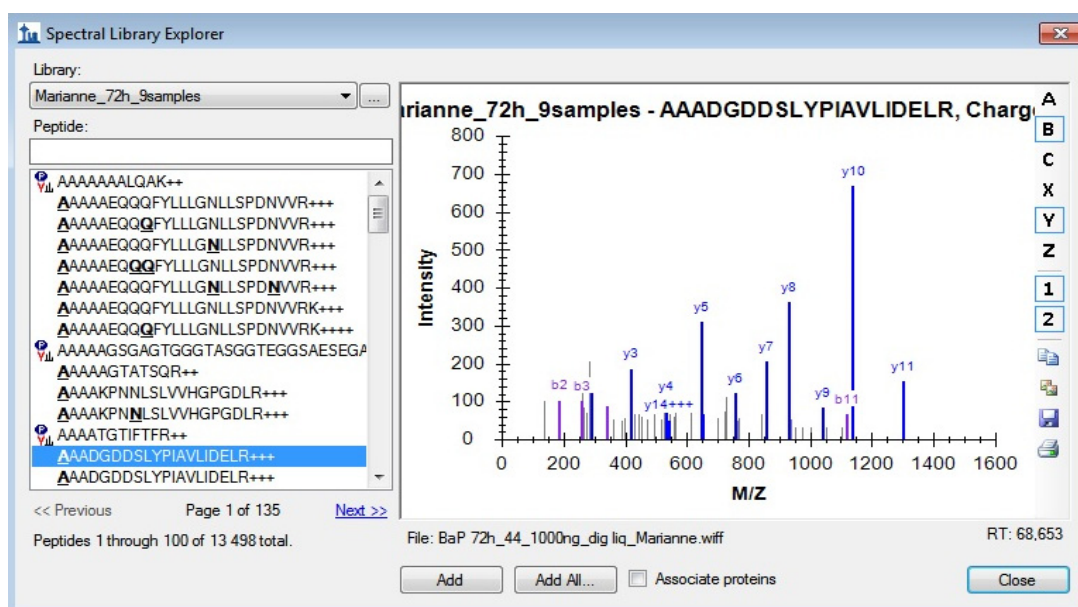 Spectral Library Explorer
Library:
Marianne_72h_9samples
...
Peptide:
AAAAAAALQAK++
AAAAAEQQQFYLLLGNLLSPDNVVR+++
AAAAAEQQQFYLLLGNLLSPDNVVR+++
AAAAAEQQQFYLLLGNLLSPDNVVR+++
AAAAAEQQQFYLLLGNLLSPDNVVR+++
AAAAAEQQQFYLLLGNLLSPDNVVR+++
AAAAAEQQQFYLLLGNLLSPDNVVRK+++
AAAAAEQQQFYLLLGNLLSPDNVVRK++++
AAAAAGSGAGTGGGTASGGTEGGSAESEGA
AAAAAGTATSQR++
AAAAKPNNLSLVVHGPGDLR+++
AAAAKPNNLSLVVHGPGDLR+++
AAAATGTIFTFR++
AAADGDDSLYPIAVLIDELR+++
AAADGDDSLYPIAVLIDELR+++
<< Previous Page 1 of 135 Next >>
Peptides 1 through 100 of 13 498 total.
rianne_72h_9samples - AAADGDDSLYPIAVLIDELR, Charg
Intensity
800
700
600
500
400
300
200
100
0
0 200 400 600 800 1000 1200 1400 1600
M/Z
b2
b3
y3
y14+++
y4
y5
y6
y7
y8
y9
b11
y10
y11
A
B
C
X
Y
Z
1
2
File: BaP 72h_44_1000ng_dig liq_Marianne.wiff
RT: 68,653
Add Add All... Associate proteins Close